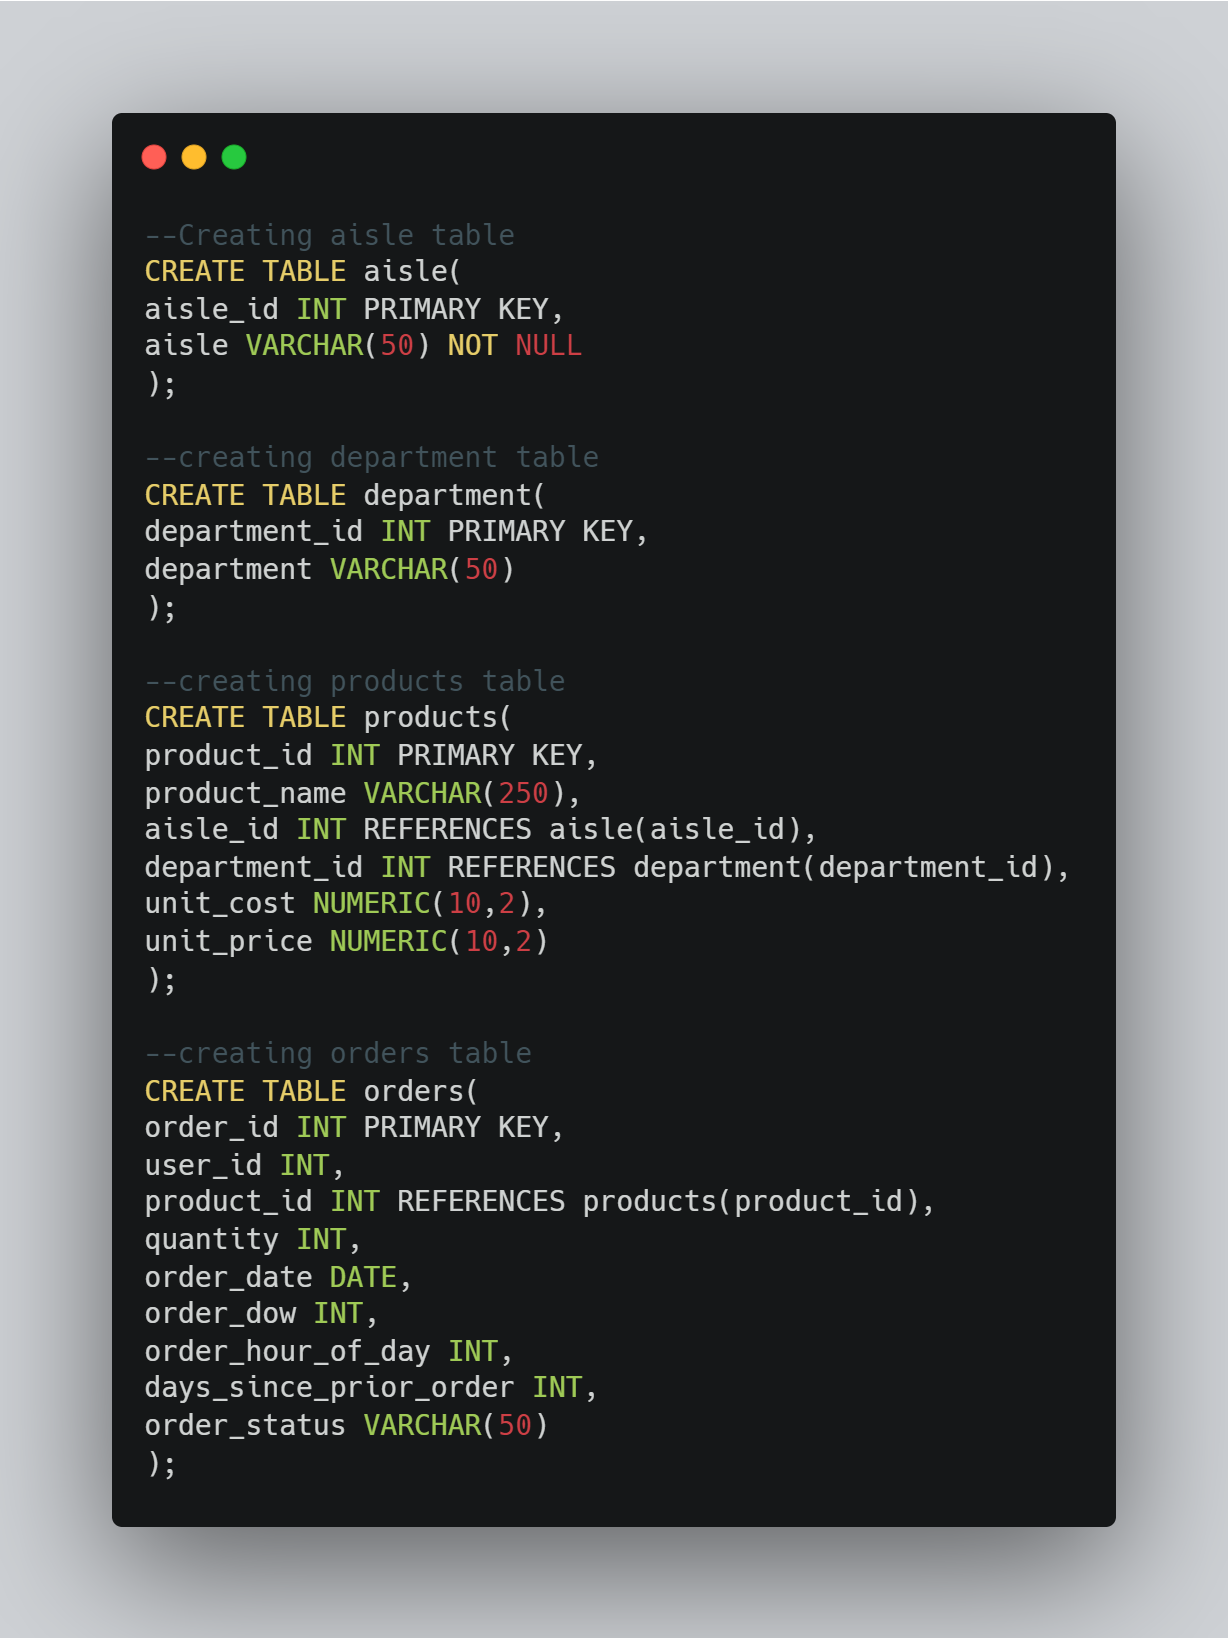 --Creating aisle table
CREATE TABLE aisle(
aisle_id INT PRIMARY KEY,
aisle VARCHAR(50) NOT NULL
);
--creating department table
CREATE TABLE department(
department_id INT PRIMARY KEY,
department VARCHAR(50)
);
--creating products table
CREATE TABLE products(
product_id INT PRIMARY KEY,
product_name VARCHAR(250),
aisle_id INT REFERENCES aisle(aisle_id),
department_id INT REFERENCES department(department_id),
unit_cost NUMERIC(10,2),
unit_price NUMERIC(10,2)
);
--creating orders table
CREATE TABLE orders(
order_id INT PRIMARY KEY,
user_id INT,
product_id INT REFERENCES products(product_id),
quantity INT,
order_date DATE,
order_dow INT,
order_hour_of_day INT,
days_since_prior_order INT,
order_status VARCHAR(50)
);